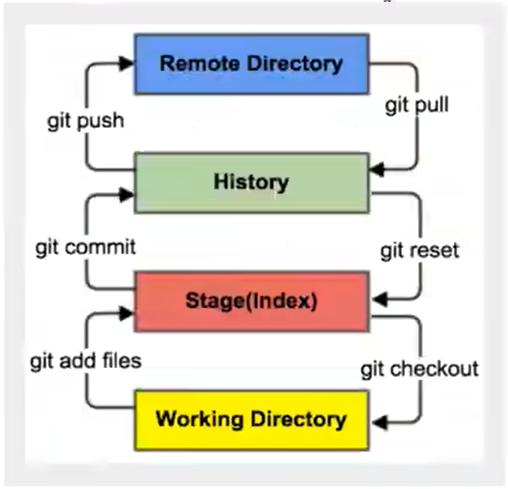 Remote Directory
git push
git pull
History
git commit
git reset
Stage(Index)
git add files
git checkout
Working Directory